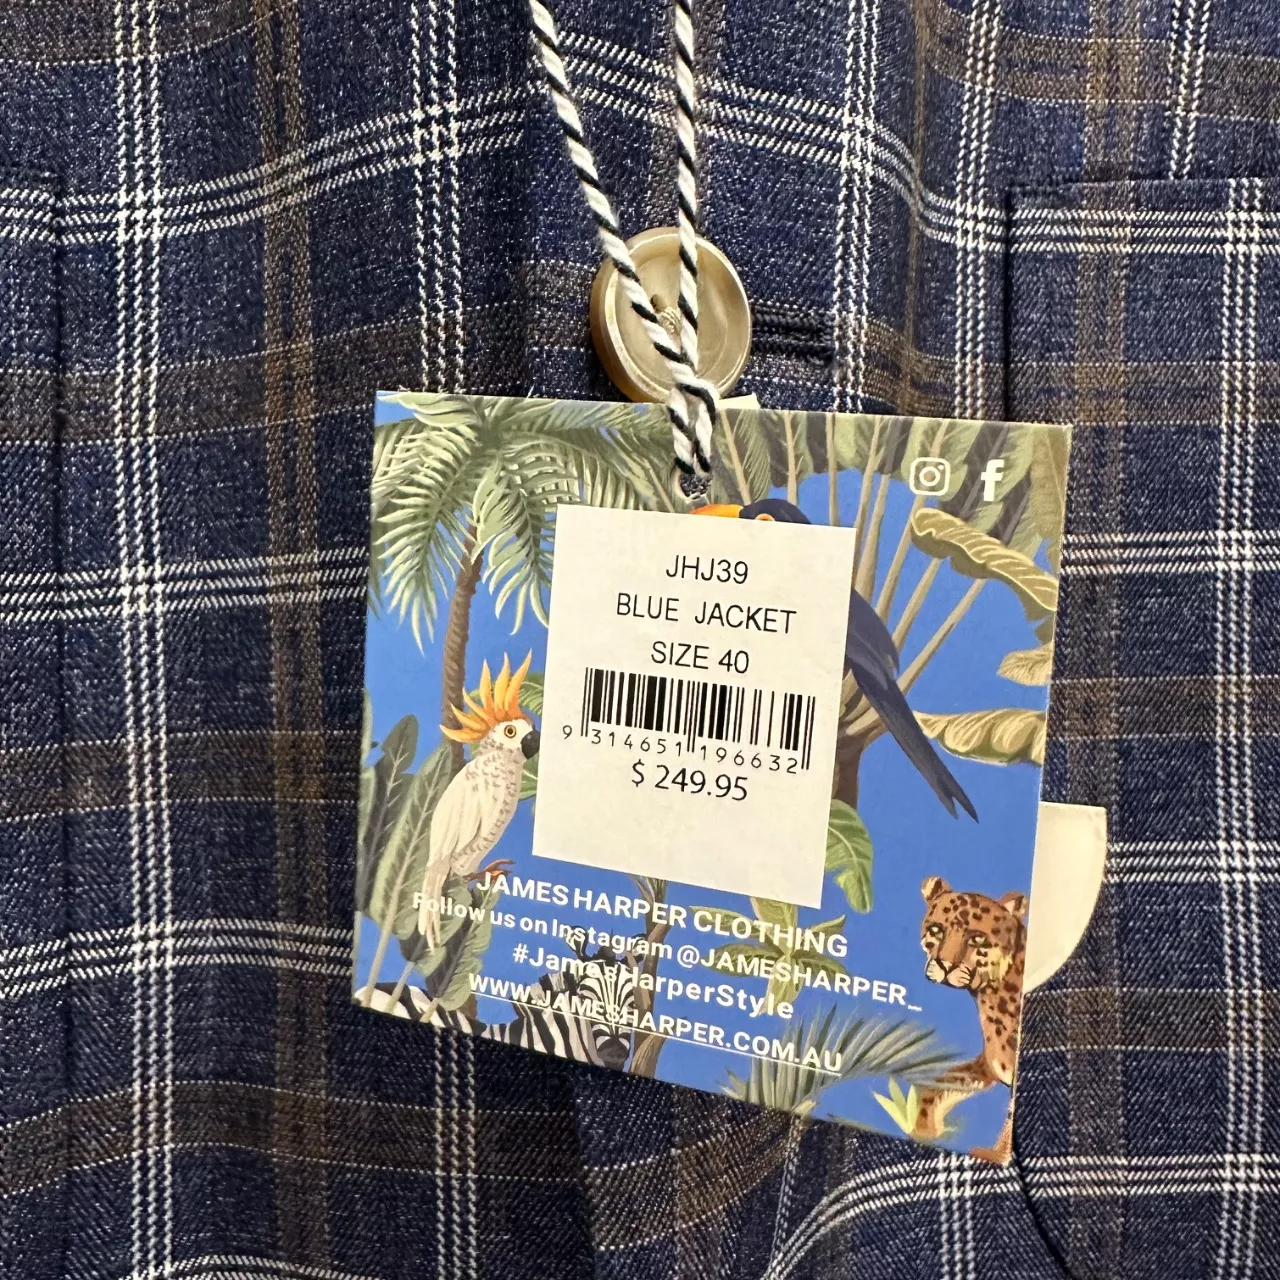 JHJ39
BLUE JACKET
SIZE 40
9 314651 196632
$ 249.95
JAMES HARPER CLOTHING
Follow us on Instagram @JAMESHARPER_
#JamesHarperStyle
WWW.JAMESHARPER.COM.AU